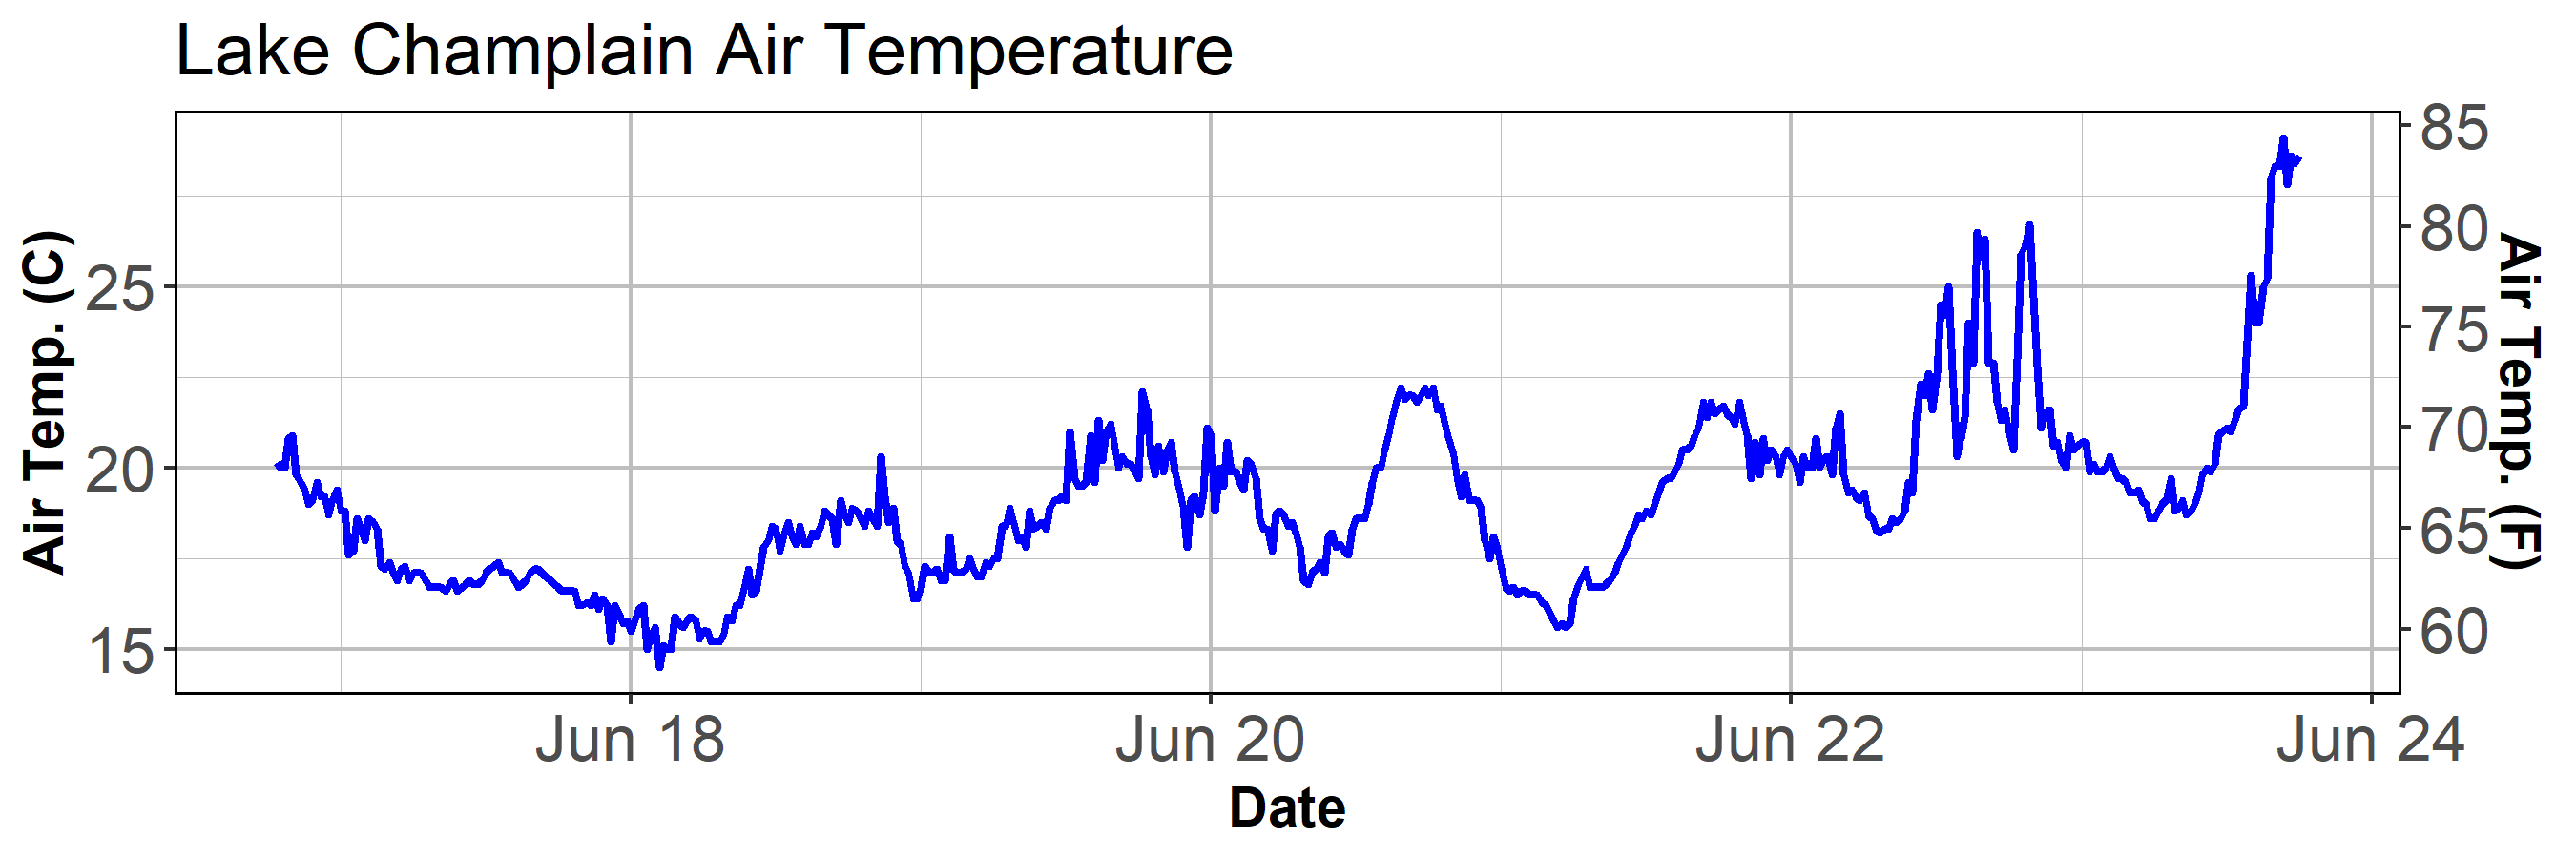 Lake Champlain Air Temperature
Air Temp. (C)
25
20
15
85
80
75
70
65
60
Air Temp. (F)
Jun 18
Jun 20
Jun 22
Jun 24
Date